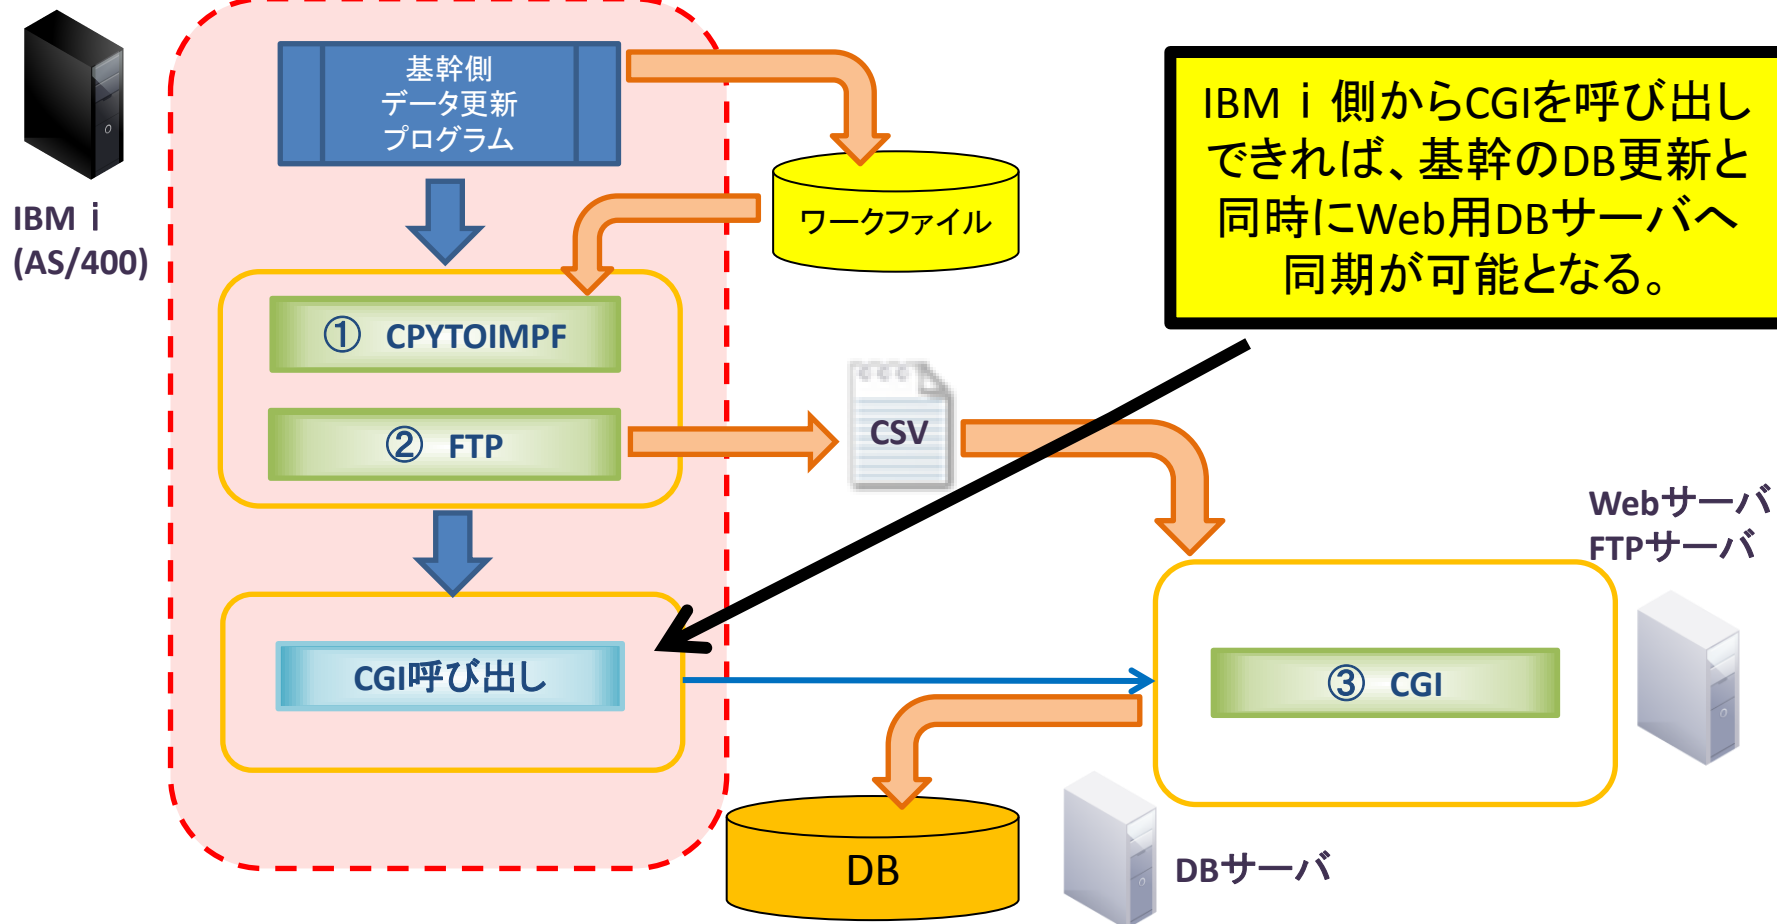 IBM i
(AS/400)
基幹側
データ更新
プログラム
ワークファイル
① CPYTOIMPF
② FTP
CSV
CGI呼び出し
IBM i 側からCGIを呼び出し
できれば、基幹のDB更新と
同時にWeb用DBサーバへ
同期が可能となる。
Webサーバ
FTPサーバ
③ CGI
DB
DBサーバ